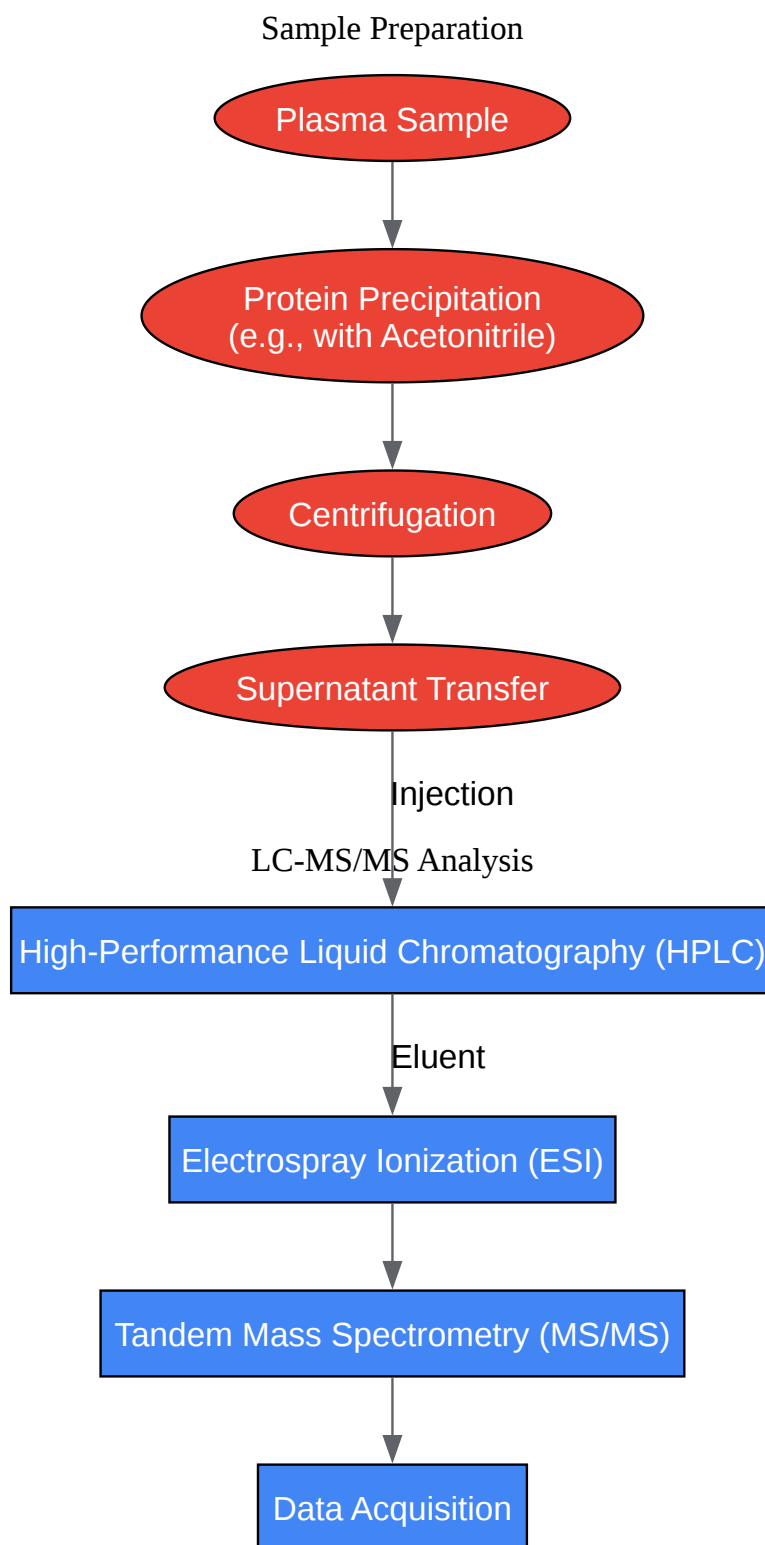 Sample Preparation
Plasma Sample
Protein Precipitation
(e.g., with Acetonitrile)
Centrifugation
Supernatant Transfer
Injection
LC-MS/MS Analysis
High-Performance Liquid Chromatography (HPLC)
Eluent
Electrospray Ionization (ESI)
Tandem Mass Spectrometry (MS/MS)
Data Acquisition